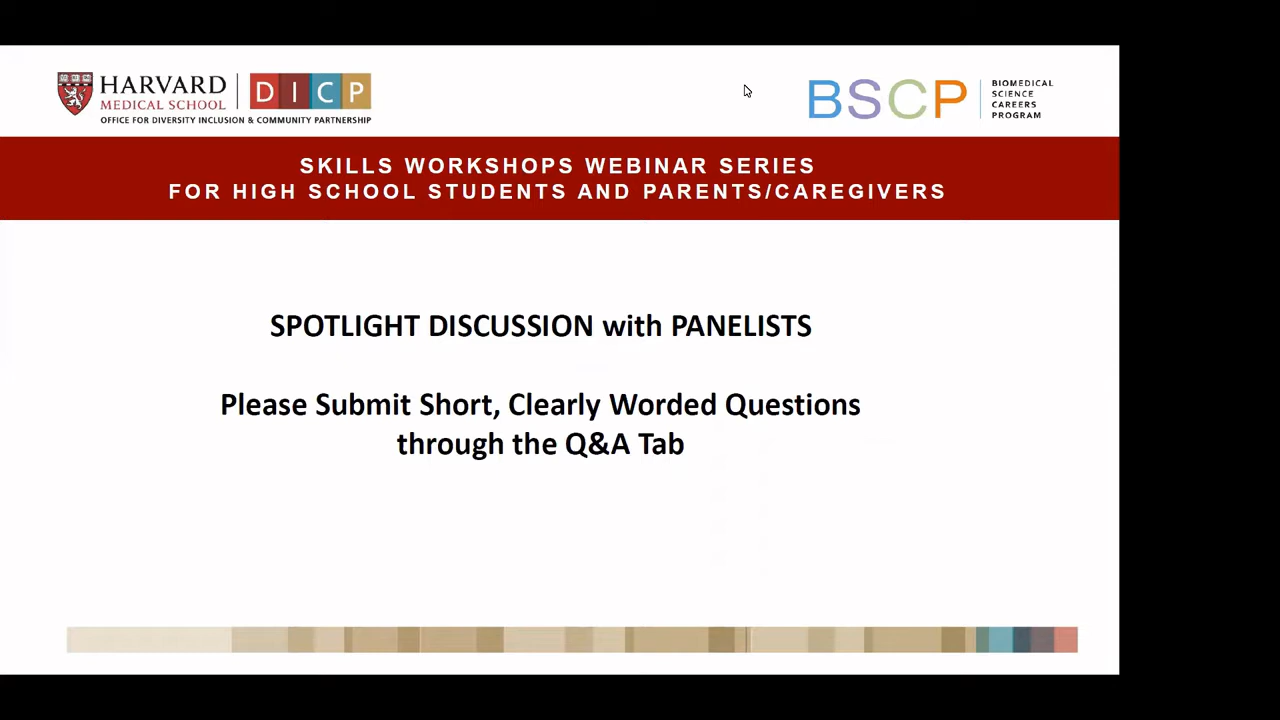 HARVARD
MEDICAL SCHOOL
DICP
OFFICE FOR DIVERSITY INCLUSION & COMMUNITY PARTNERSHIP
BSCP
BIOMEDICAL
SCIENCE
CAREERS
PROGRAM
SKILLS WORKSHOPS WEBINAR SERIES
FOR HIGH SCHOOL STUDENTS AND PARENTS/CAREGIVERS
SPOTLIGHT DISCUSSION with PANELISTS
Please Submit Short, Clearly Worded Questions
through the Q&A Tab